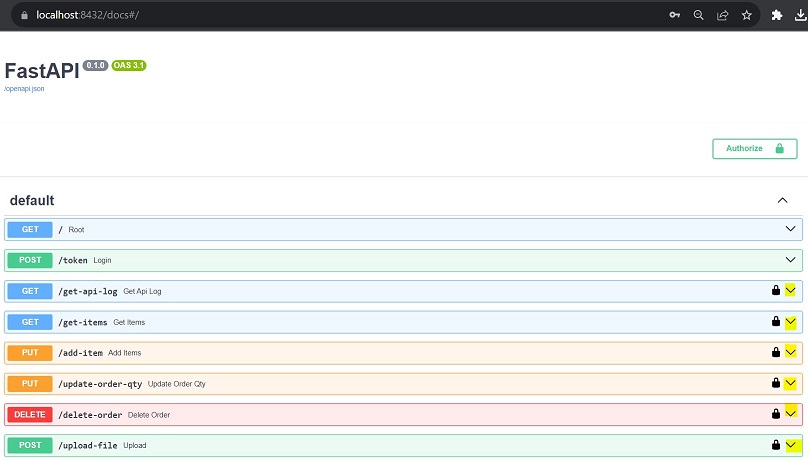 localhost:8432/docs#/
FastAPI 0.1.0 OAS 3.1
/openapi.json
Authorize
default
GET / Root
POST /token Login
GET /get-api-log Get Api Log
GET /get-items Get Items
PUT /add-item Add Items
PUT /update-order-qty Update Order Qty
DELETE /delete-order Delete Order
POST /upload-file Upload